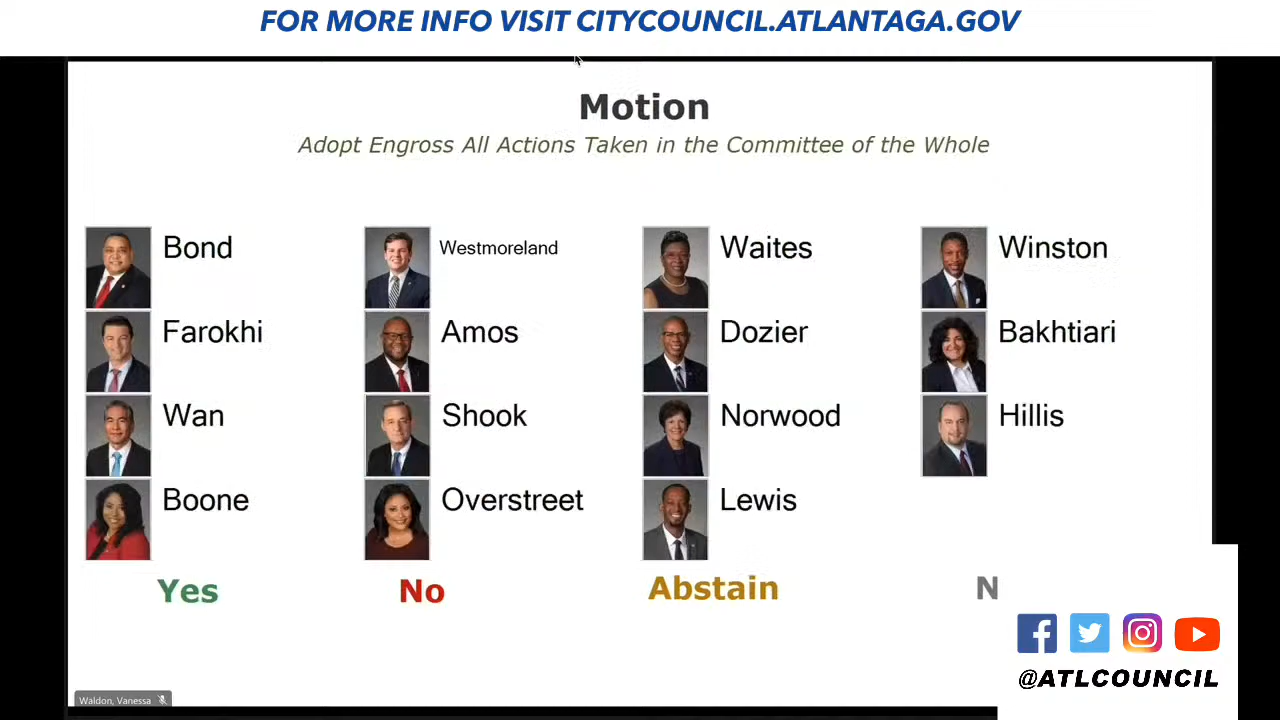 FOR MORE INFO VISIT CITYCOUNCIL.ATLANTAGA.GOV
Motion
Adopt Engross All Actions Taken in the Committee of the Whole
Bond Westmoreland Waites Winston
Farokhi Amos Dozier Bakhtiari
Wan Shook Norwood Hillis
Boone Overstreet Lewis
Yes No Abstain N
@ATLCOUNCIL
Waldon, Vanessa